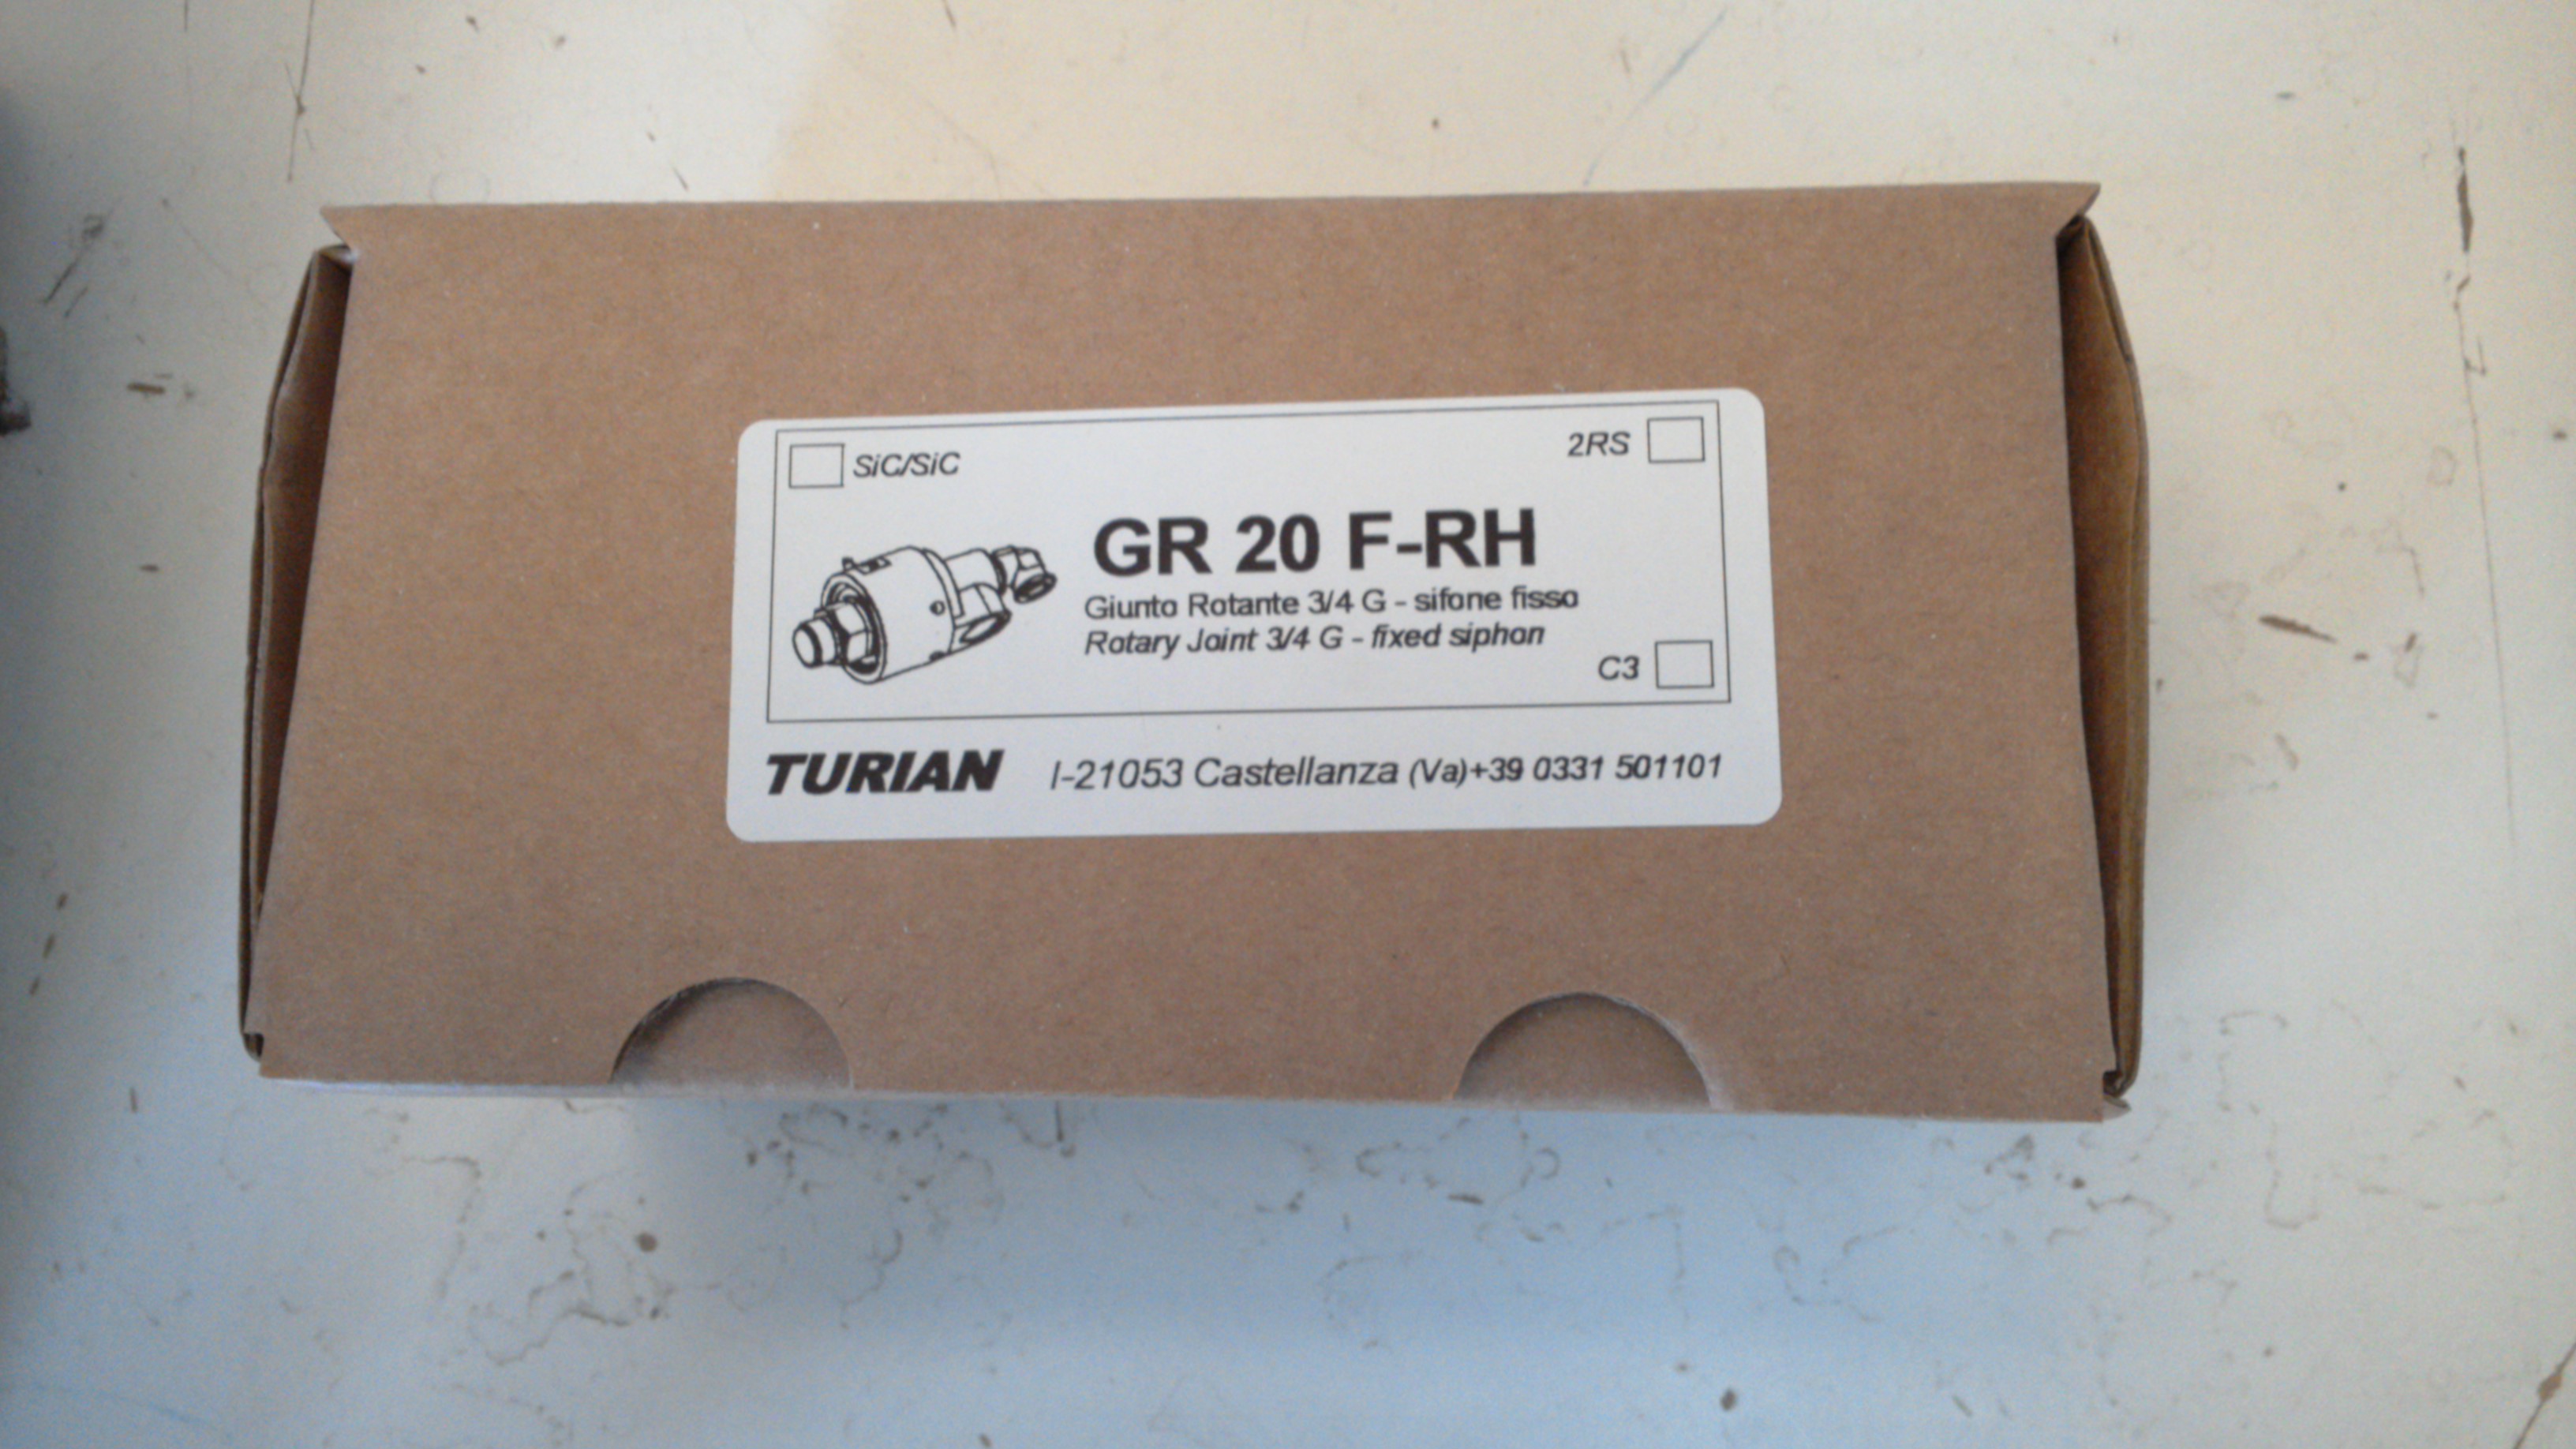 SiC/SiC
2RS
GR 20 F-RH
Giunto Rotante 3/4 G - sifone fisso
Rotary Joint 3/4 G - fixed siphon
C3
TURIAN I-21053 Castellanza (Va)+39 0331 501101